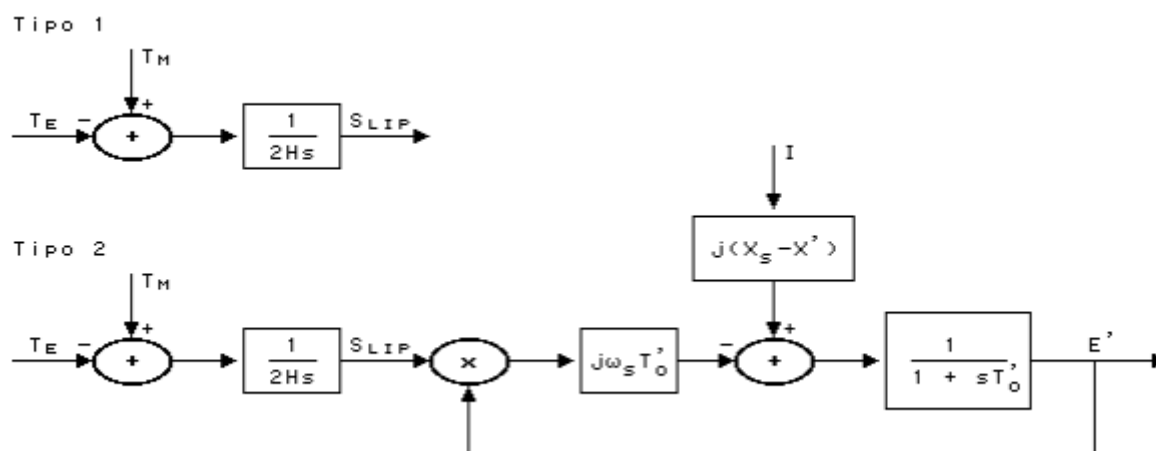 Tipo 1
TM
TE - + +
1
2Hs
SLIP
I
j(Xs-X')
Tipo 2
TM
TE - + +
1
2Hs
SLIP
×
jωsT'o
- + +
1
1 + sT'o
E'